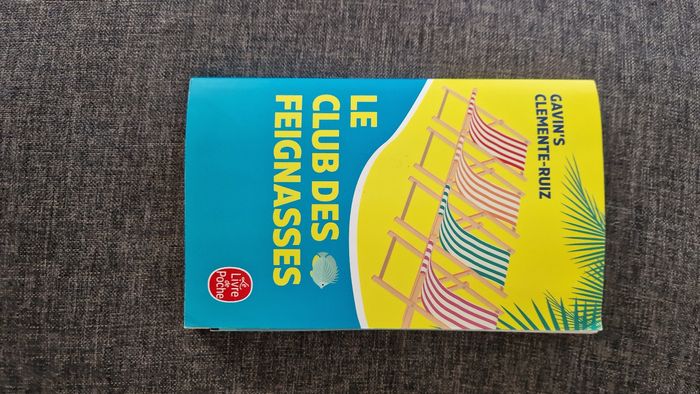 GAVIN'S
CLEMENTE-RUIZ
LE
CLUB DES
FEIGNASSES
Le
Livre
de
Poche